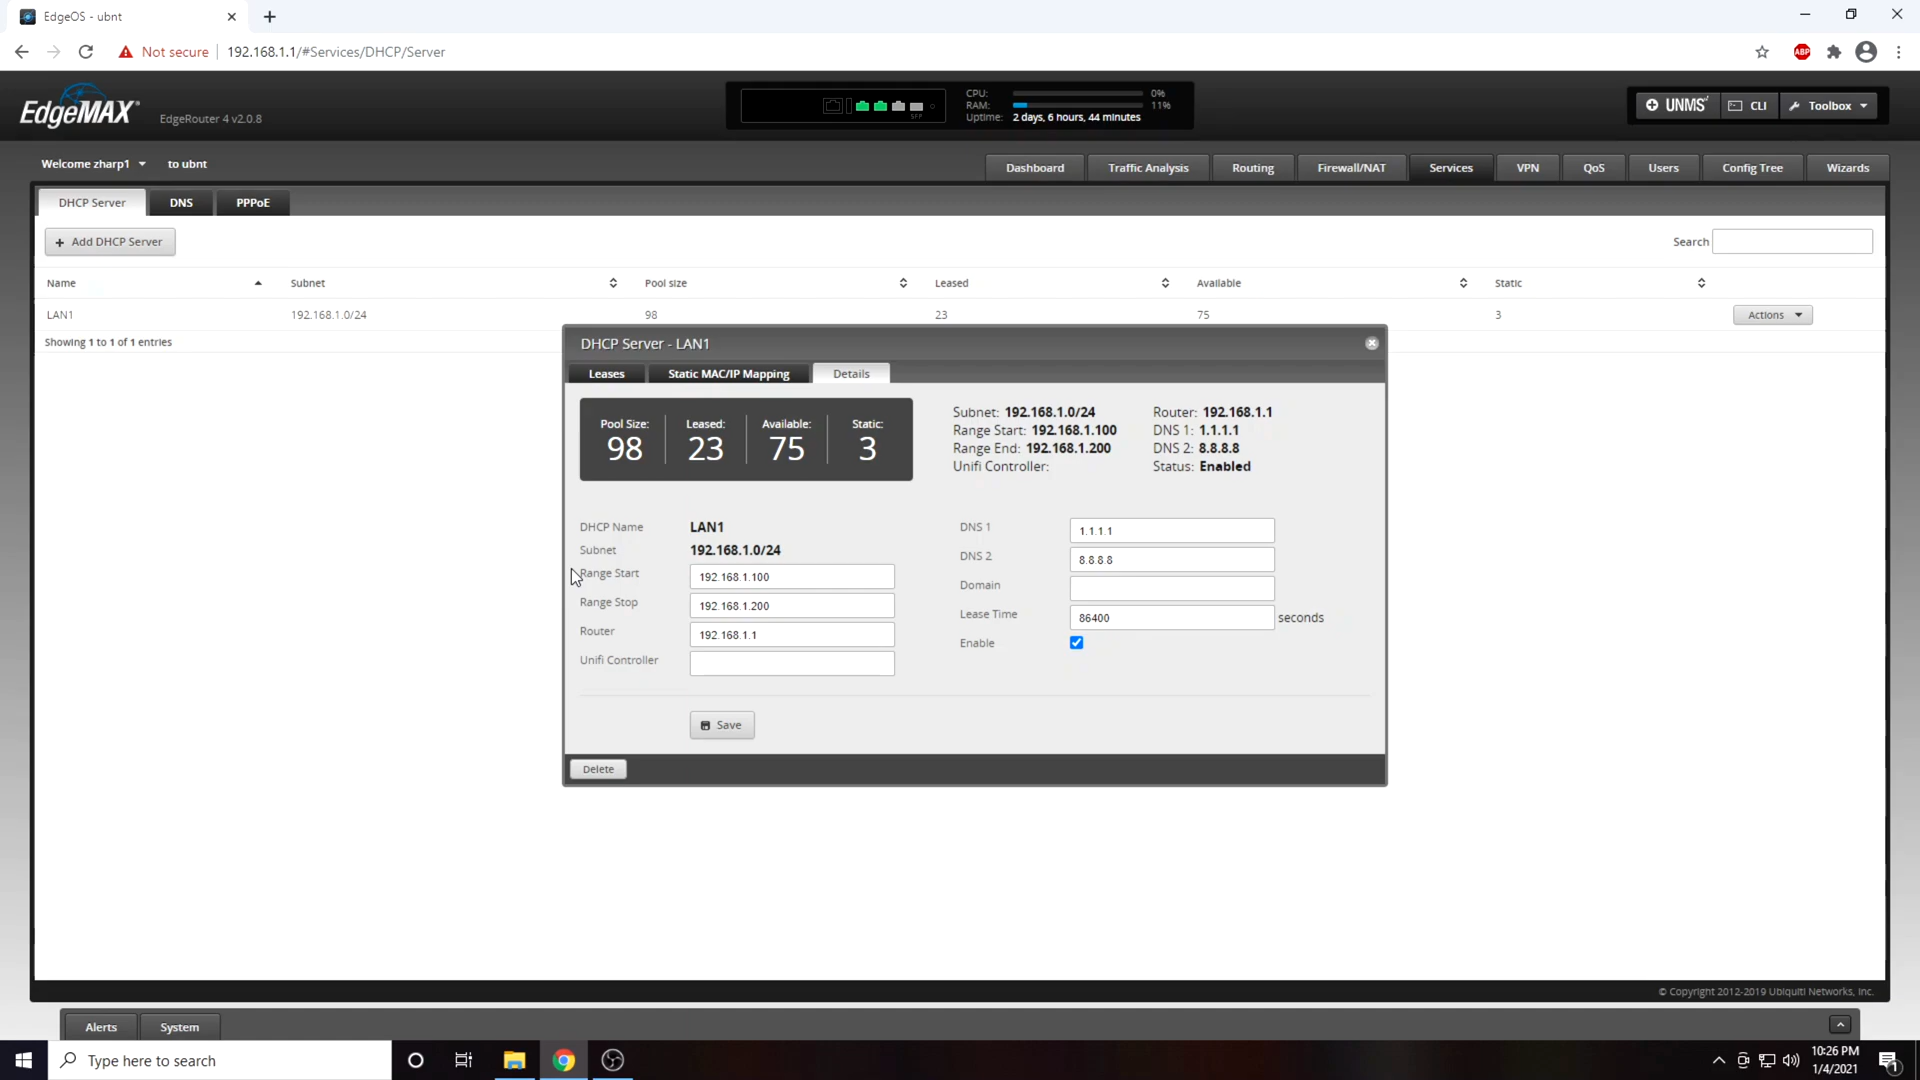 EdgeOS - ubnt
Not secure 192.168.1.1/#Services/DHCP/Server
ABP
EdgeMAX EdgeRouter 4 v2.0.8
SFP
CPU: 0%
RAM: 11%
Uptime: 2 days, 6 hours, 44 minutes
UNMS CLI Toolbox
Welcome zharp1 to ubnt
Dashboard Traffic Analysis Routing Firewall/NAT Services VPN QoS Users Config Tree Wizards
DHCP Server DNS PPPoE
+ Add DHCP Server
Search
Name Subnet Pool size Leased Available Static
LAN1 192.168.1.0/24 98 23 75 3 Actions
Showing 1 to 1 of 1 entries
DHCP Server - LAN1
Leases Static MAC/IP Mapping Details
Pool Size: Leased: Available: Static:
98 23 75 3
Subnet: 192.168.1.0/24 Router: 192.168.1.1
Range Start: 192.168.1.100 DNS 1: 1.1.1.1
Range End: 192.168.1.200 DNS 2: 8.8.8.8
Unifi Controller: Status: Enabled
DHCP Name LAN1
Subnet 192.168.1.0/24
Range Start 192.168.1.100
Range Stop 192.168.1.200
Router 192.168.1.1
Unifi Controller
DNS 1 1.1.1.1
DNS 2 8.8.8.8
Domain
Lease Time 86400 seconds
Enable
Save
Delete
© Copyright 2012-2019 Ubiquiti Networks, Inc.
Alerts System
Type here to search
10:26 PM
1/4/2021
1